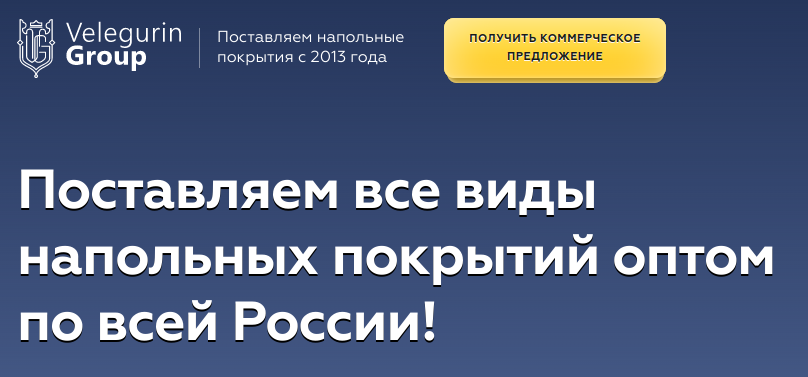 Velegurin
Group
Поставляем напольные
покрытия с 2013 года
ПОЛУЧИТЬ КОММЕРЧЕСКОЕ
ПРЕДЛОЖЕНИЕ
Поставляем все виды
напольных покрытий оптом
по всей России!